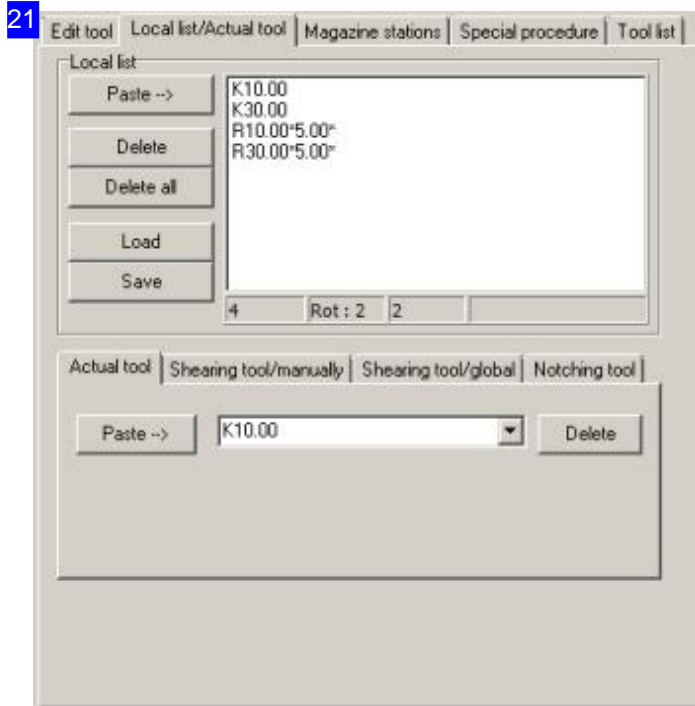 21
Edit tool Local list/Actual tool Magazine stations Special procedure Tool list
Local list
Paste -->
Delete
Delete all
Load
Save
K10.00
K30.00
R10.00*5.00*
R30.00*5.00*
4 Rot : 2 2
Actual tool Shearing tool/manually Shearing tool/global Notching tool
Paste --> K10.00 Delete